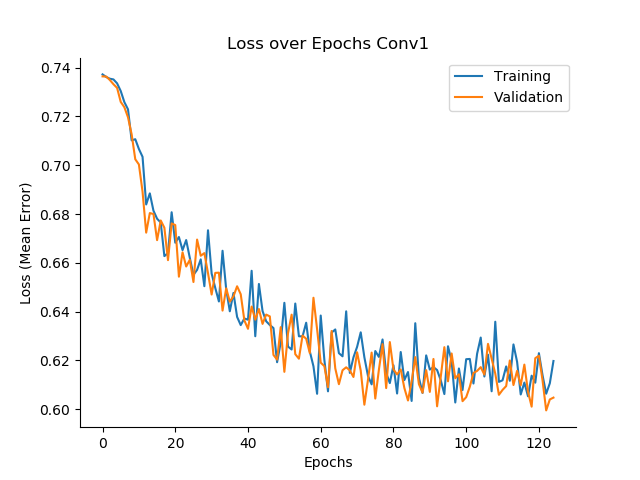 Loss over Epochs Conv1
Training
Validation
0.74
0.72
0.70
0.68
0.66
0.64
0.62
0.60
Loss (Mean Error)
0 20 40 60 80 100 120
Epochs